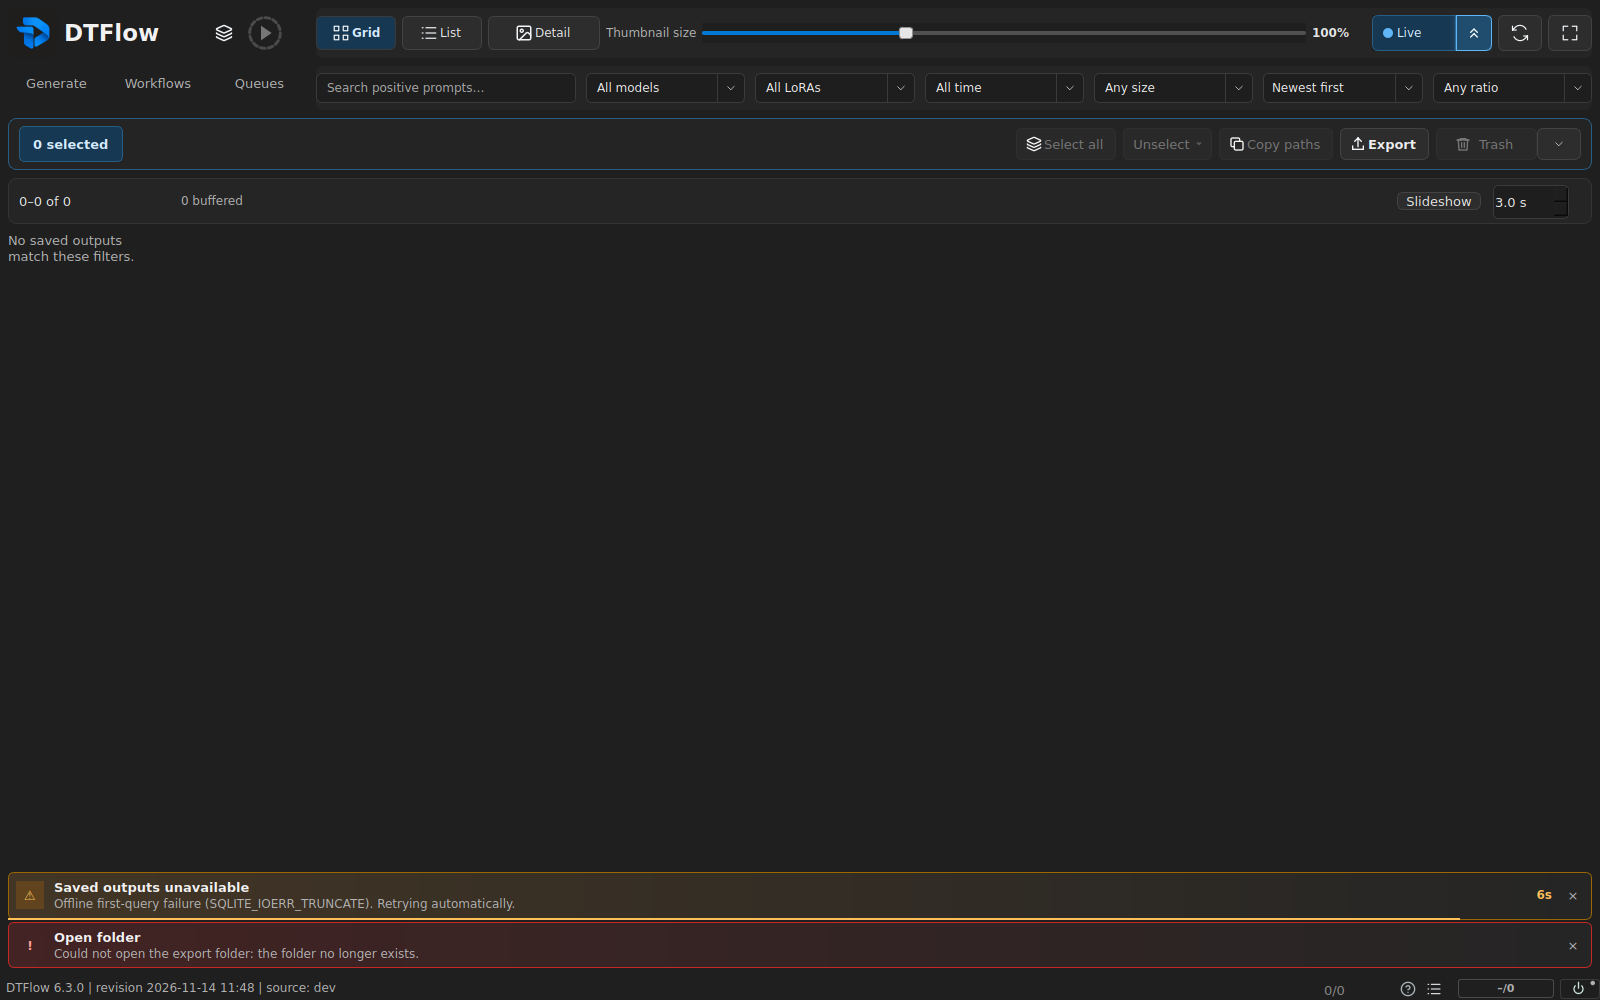 DTFlow
Grid
List
Detail
Thumbnail size
100%
Live
Generate
Workflows
Queues
Search positive prompts...
All models
All LoRAs
All time
Any size
Newest first
Any ratio
0 selected
Select all
Unselect
Copy paths
Export
Trash
0–0 of 0
0 buffered
Slideshow
3.0 s
No saved outputs
match these filters.
Saved outputs unavailable
Offline first-query failure (SQLITE_IOERR_TRUNCATE). Retrying automatically.
6s
Open folder
Could not open the export folder: the folder no longer exists.
DTFlow 6.3.0 | revision 2026-11-14 11:48 | source: dev
0/0
–/0